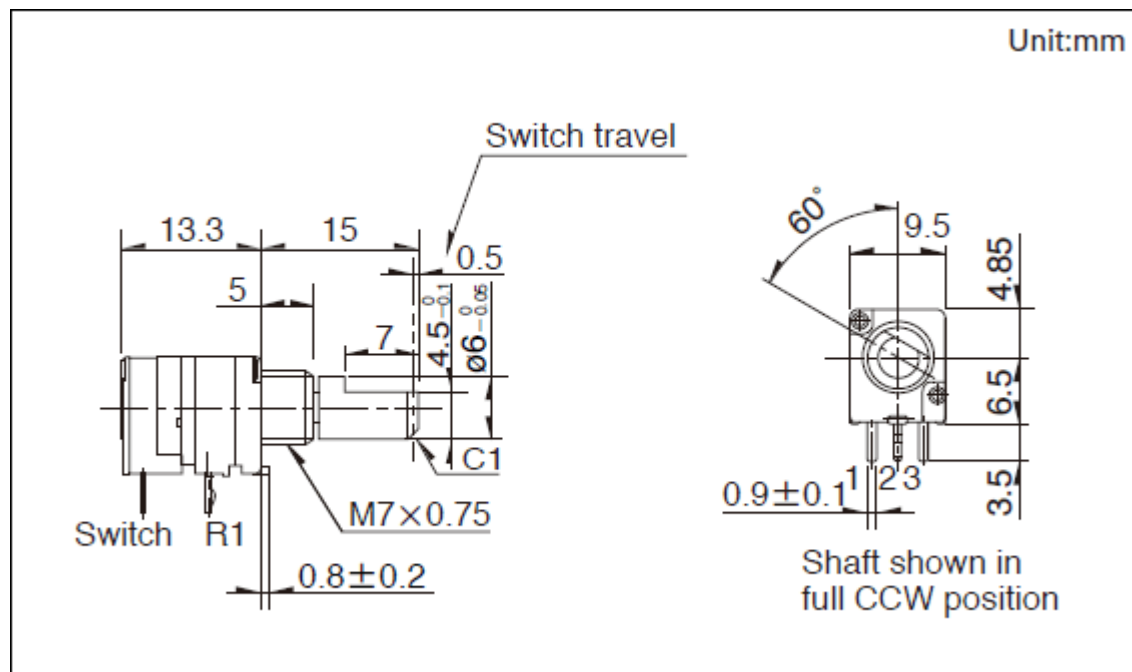 Unit:mm
Switch travel
13.3
15
0.5
5
7
4.5 0 -0.1
ø6 0 -0.05
C1
M7×0.75
Switch
R1
0.8±0.2
60°
9.5
4.85
6.5
3.5
1 2 3
0.9±0.1
Shaft shown in
full CCW position